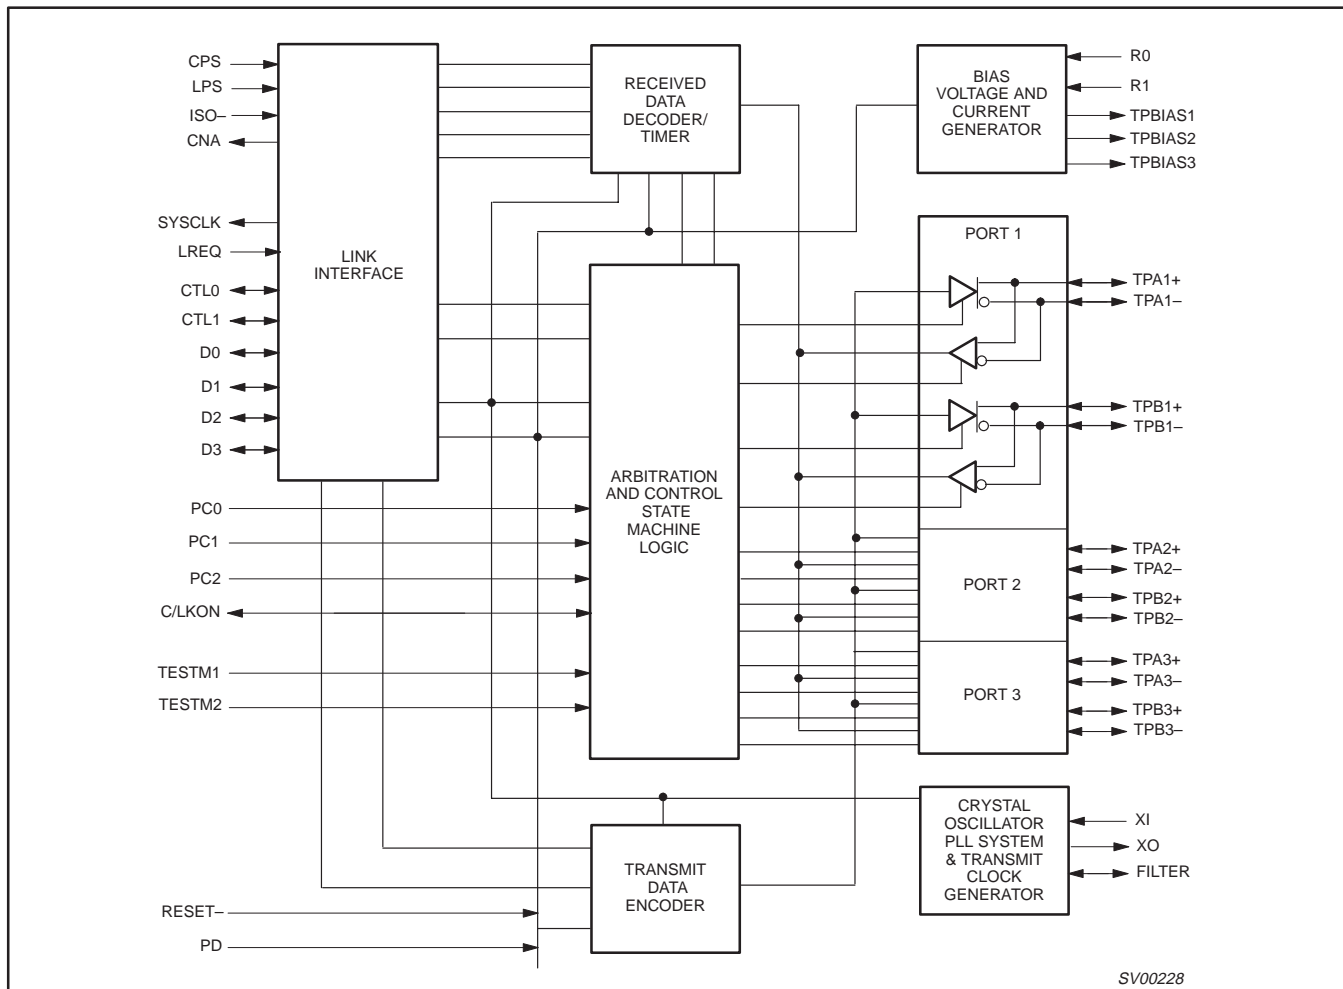 CPS
LPS
ISO–
CNA
SYSCLK
LREQ
CTL0
CTL1
D0
D1
D2
D3
PC0
PC1
PC2
C/LKON
TESTM1
TESTM2
RESET–
PD
LINK
INTERFACE
RECEIVED
DATA
DECODER/
TIMER
ARBITRATION
AND CONTROL
STATE
MACHINE
LOGIC
TRANSMIT
DATA
ENCODER
BIAS
VOLTAGE AND
CURRENT
GENERATOR
R0
R1
TPBIAS1
TPBIAS2
TPBIAS3
PORT 1
TPA1+
TPA1–
TPB1+
TPB1–
PORT 2
TPA2+
TPA2–
TPB2+
TPB2–
PORT 3
TPA3+
TPA3–
TPB3+
TPB3–
CRYSTAL
OSCILLATOR
PLL SYSTEM
& TRANSMIT
CLOCK
GENERATOR
XI
XO
FILTER
SV00228